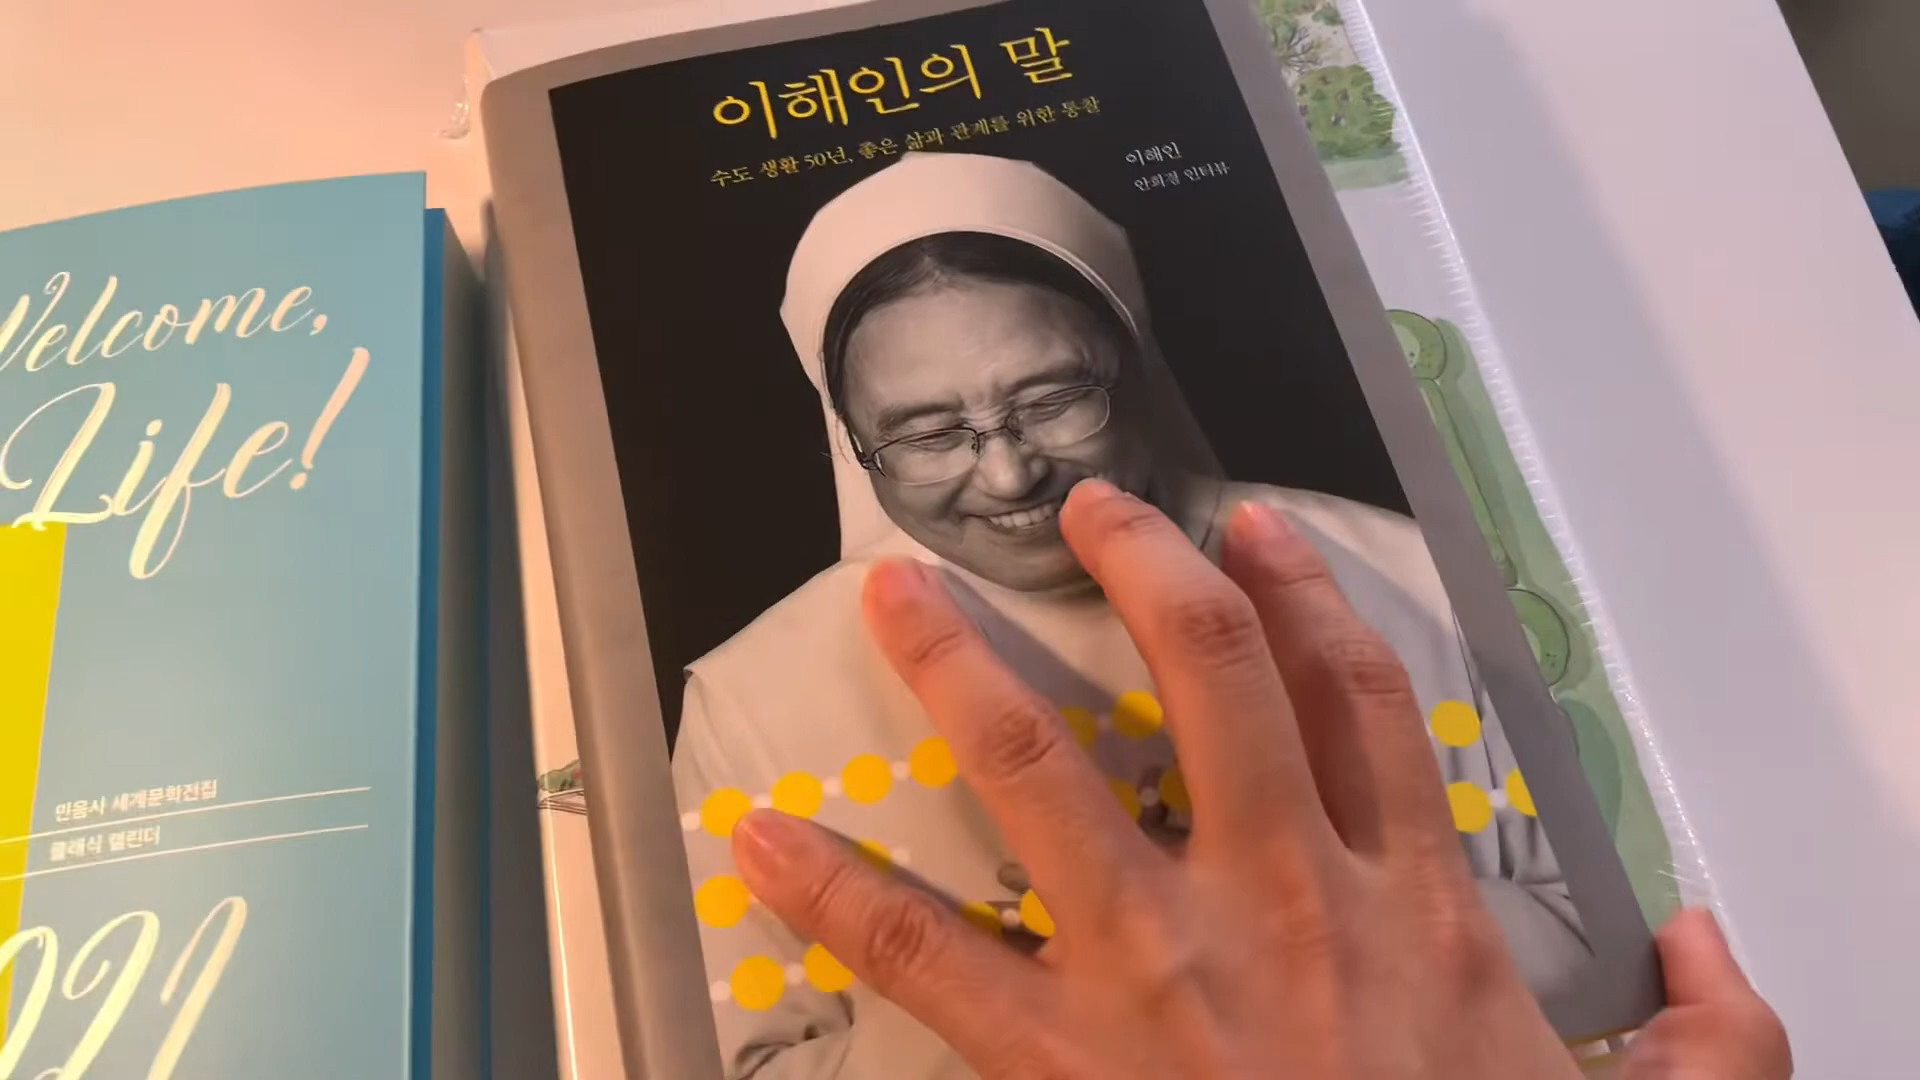 이해인의 말
수도 생활 50년, 좋은 삶과 관계를 위한 통찰
이해인
안희경 인터뷰
Welcome,
Life!
민음사 세계문학전집
클래식 캘린더